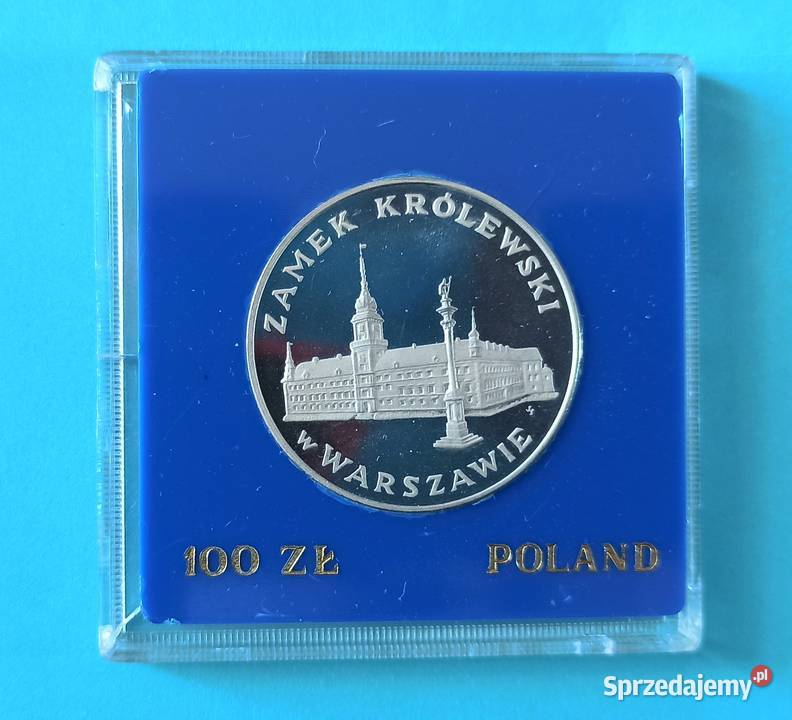 ZAMEK KRÓLEWSKI
w WARSZAWIE
100 ZŁ POLAND
Sprzedajemy.pl